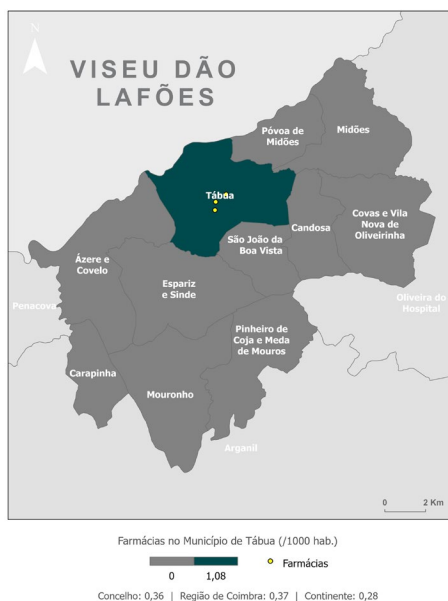 N
VISEU DÃO
LAFÕES
Póvoa de
Midões
Midões
Tábua
Covas e Vila
Nova de
Oliveirinha
Candosa
São João da
Boa Vista
Ázere e
Covelo
Espariz
e Sinde
Penacova
Oliveira do
Hospital
Pinheiro de
Coja e Meda
de Mouros
Carapinha
Mouronho
Arganil
0 2 Km
Farmácias no Município de Tábua (/1000 hab.)
Farmácias
0 1,08
Concelho: 0,36 | Região de Coimbra: 0,37 | Continente: 0,28